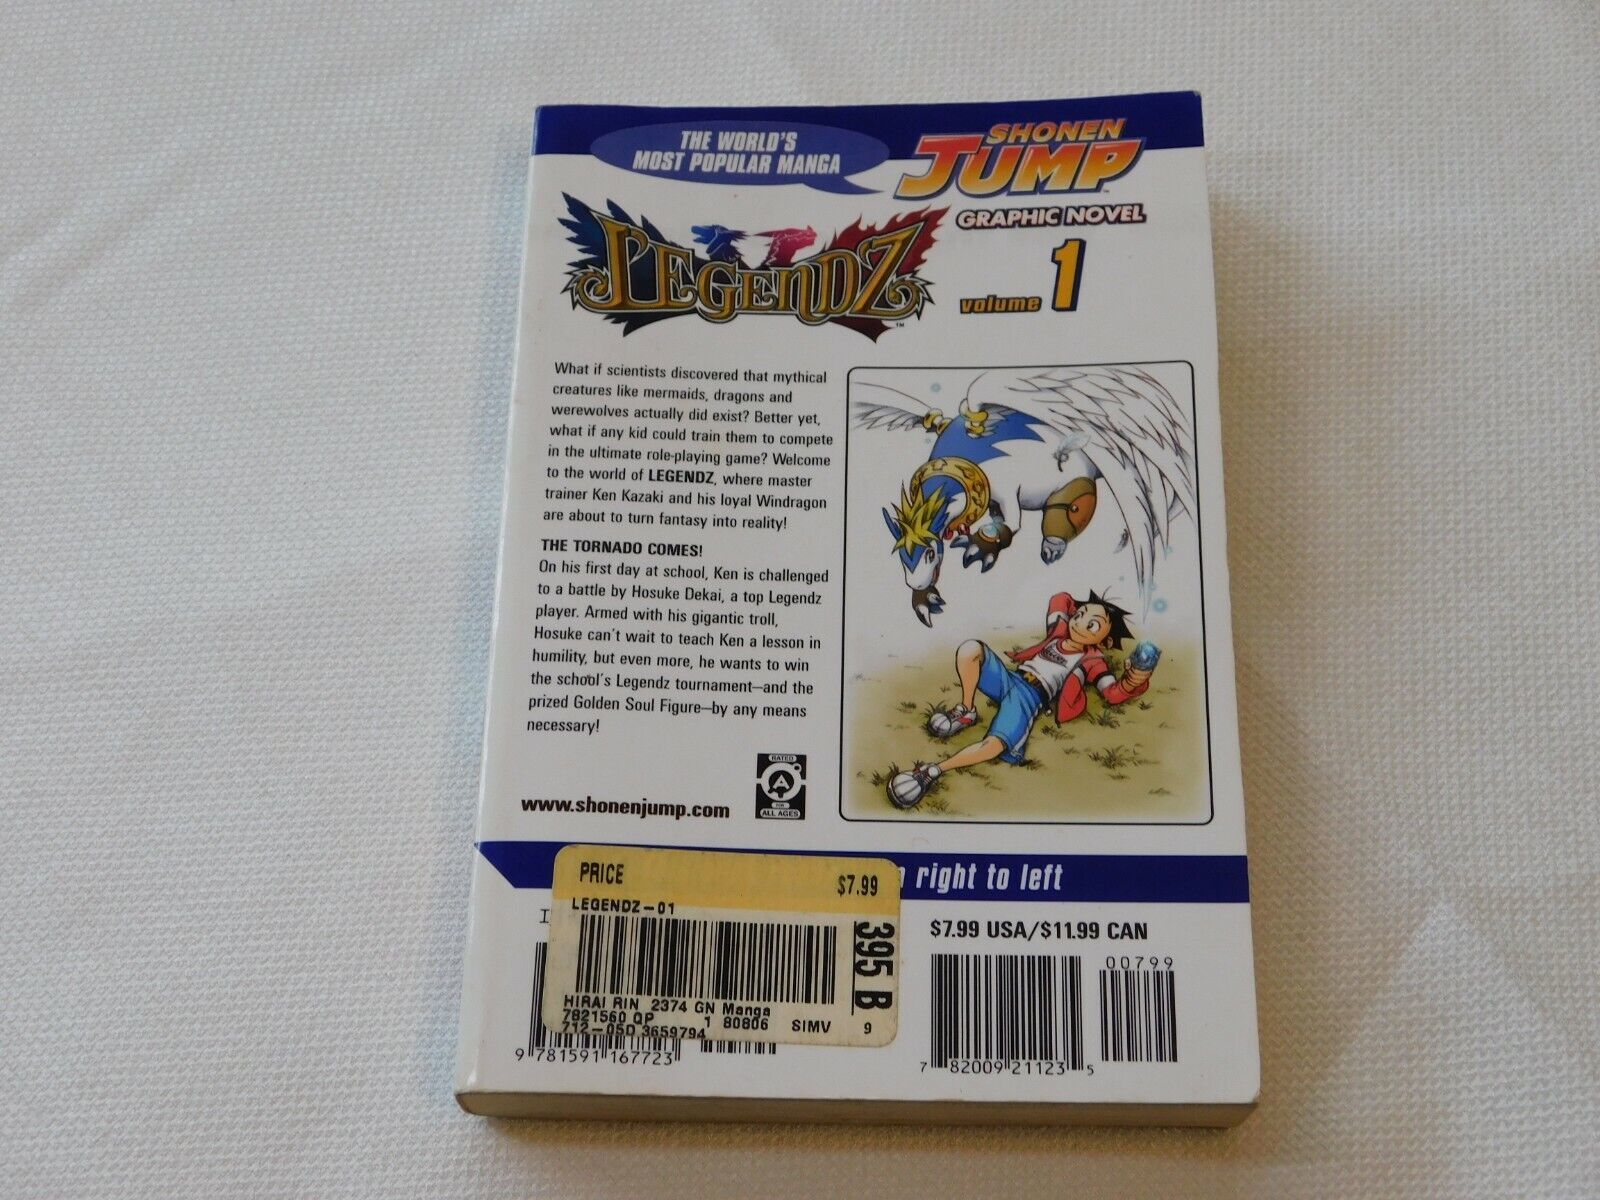 THE WORLD'S
MOST POPULAR MANGA
SHONEN
JUMP
GRAPHIC NOVEL
LEGENDZ™
volume 1
What if scientists discovered that mythical
creatures like mermaids, dragons and
werewolves actually did exist? Better yet,
what if any kid could train them to compete
in the ultimate role-playing game? Welcome
to the world of LEGENDZ, where master
trainer Ken Kazaki and his loyal Windragon
are about to turn fantasy into reality!
THE TORNADO COMES!
On his first day at school, Ken is challenged
to a battle by Hosuke Dekai, a top Legendz
player. Armed with his gigantic troll,
Hosuke can't wait to teach Ken a lesson in
humility, but even more, he wants to win
the school's Legendz tournament—and the
prized Golden Soul Figure—by any means
necessary!
www.shonenjump.com
RATED
A
FOR
ALL AGES
right to left
PRICE $7.99
LEGENDZ-01
395 B
HIRAI RIN 2374 GN Manga
7821560 QP 1 80806 SIMV 9
712-05D 3659794
9 781591 167723
$7.99 USA/$11.99 CAN
00799
7 82009 21123 5